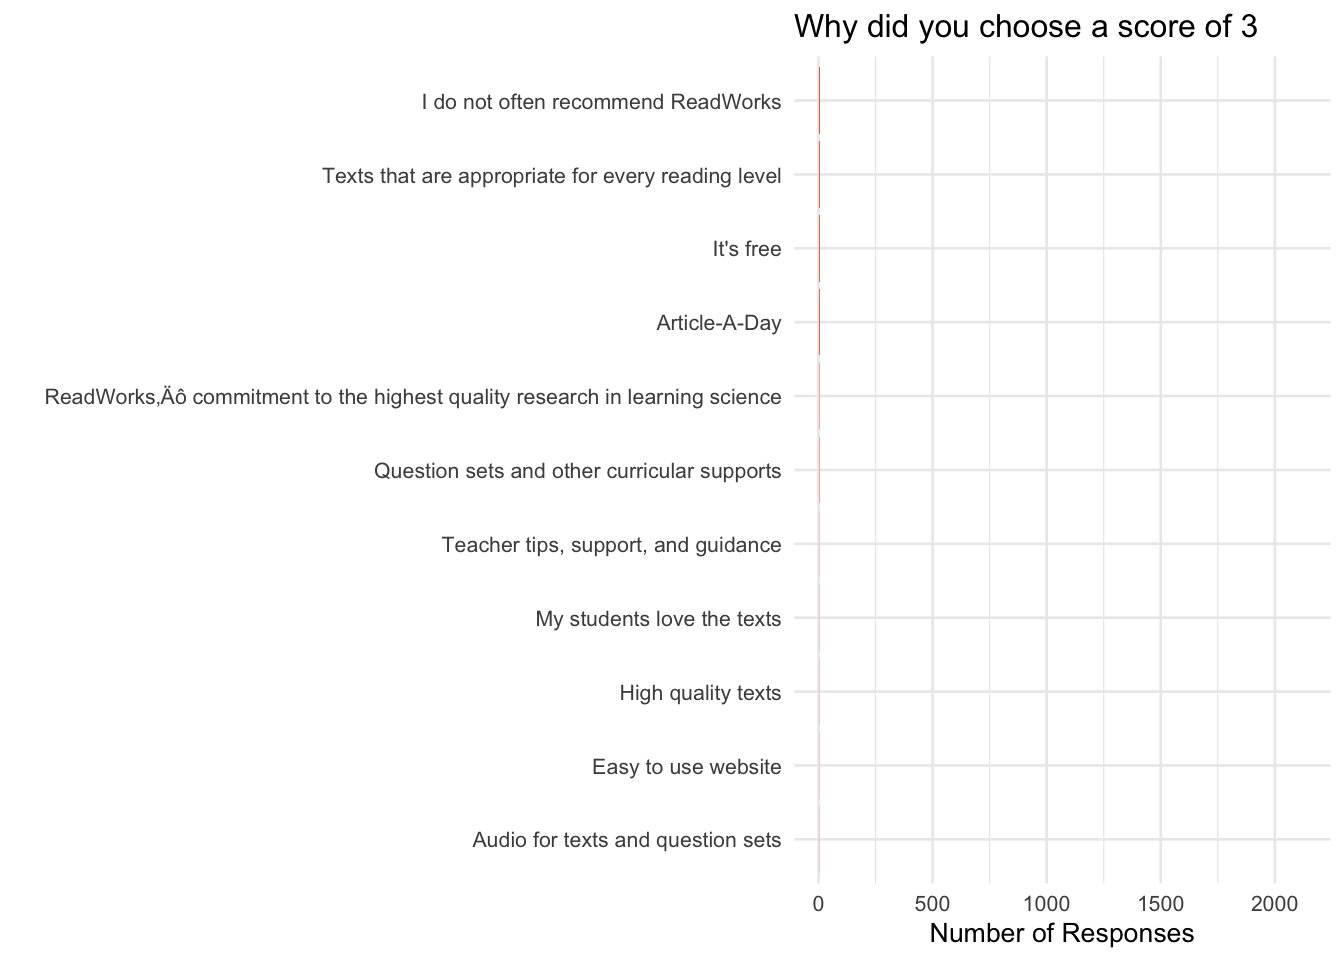 Why did you choose a score of 3
I do not often recommend ReadWorks
Texts that are appropriate for every reading level
It's free
Article-A-Day
ReadWorks‚Äô commitment to the highest quality research in learning science
Question sets and other curricular supports
Teacher tips, support, and guidance
My students love the texts
High quality texts
Easy to use website
Audio for texts and question sets
0 500 1000 1500 2000
Number of Responses